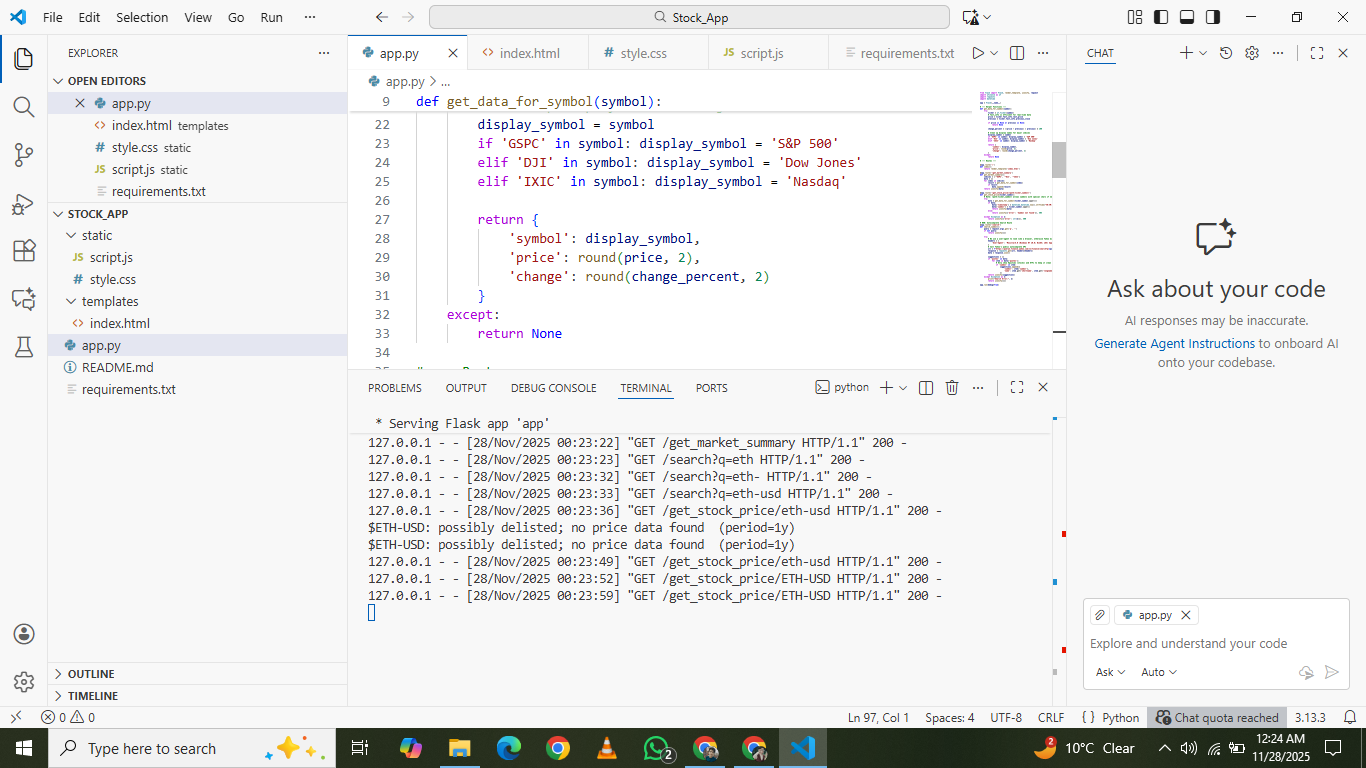 File Edit Selection View Go Run ···
Stock_App
EXPLORER
OPEN EDITORS
app.py
index.html templates
style.css static
script.js static
requirements.txt
STOCK_APP
static
script.js
style.css
templates
index.html
app.py
README.md
requirements.txt
OUTLINE
TIMELINE
app.py
index.html
style.css
script.js
requirements.txt
app.py > ...
9 def get_data_for_symbol(symbol):
22 display_symbol = symbol
23 if 'GSPC' in symbol: display_symbol = 'S&P 500'
24 elif 'DJI' in symbol: display_symbol = 'Dow Jones'
25 elif 'IXIC' in symbol: display_symbol = 'Nasdaq'
26
27 return {
28 'symbol': display_symbol,
29 'price': round(price, 2),
30 'change': round(change_percent, 2)
31 }
32 except:
33 return None
34
PROBLEMS OUTPUT DEBUG CONSOLE TERMINAL PORTS
python
* Serving Flask app 'app'
127.0.0.1 - - [28/Nov/2025 00:23:22] "GET /get_market_summary HTTP/1.1" 200 -
127.0.0.1 - - [28/Nov/2025 00:23:23] "GET /search?q=eth HTTP/1.1" 200 -
127.0.0.1 - - [28/Nov/2025 00:23:32] "GET /search?q=eth- HTTP/1.1" 200 -
127.0.0.1 - - [28/Nov/2025 00:23:33] "GET /search?q=eth-usd HTTP/1.1" 200 -
127.0.0.1 - - [28/Nov/2025 00:23:36] "GET /get_stock_price/eth-usd HTTP/1.1" 200 -
$ETH-USD: possibly delisted; no price data found (period=1y)
$ETH-USD: possibly delisted; no price data found (period=1y)
127.0.0.1 - - [28/Nov/2025 00:23:49] "GET /get_stock_price/eth-usd HTTP/1.1" 200 -
127.0.0.1 - - [28/Nov/2025 00:23:52] "GET /get_stock_price/ETH-USD HTTP/1.1" 200 -
127.0.0.1 - - [28/Nov/2025 00:23:59] "GET /get_stock_price/ETH-USD HTTP/1.1" 200 -
CHAT
Ask about your code
AI responses may be inaccurate.
Generate Agent Instructions to onboard AI
onto your codebase.
app.py
Explore and understand your code
Ask Auto
0 0
Ln 97, Col 1 Spaces: 4 UTF-8 CRLF { } Python Chat quota reached 3.13.3
Type here to search
2
2
10°C Clear
12:24 AM
11/28/2025